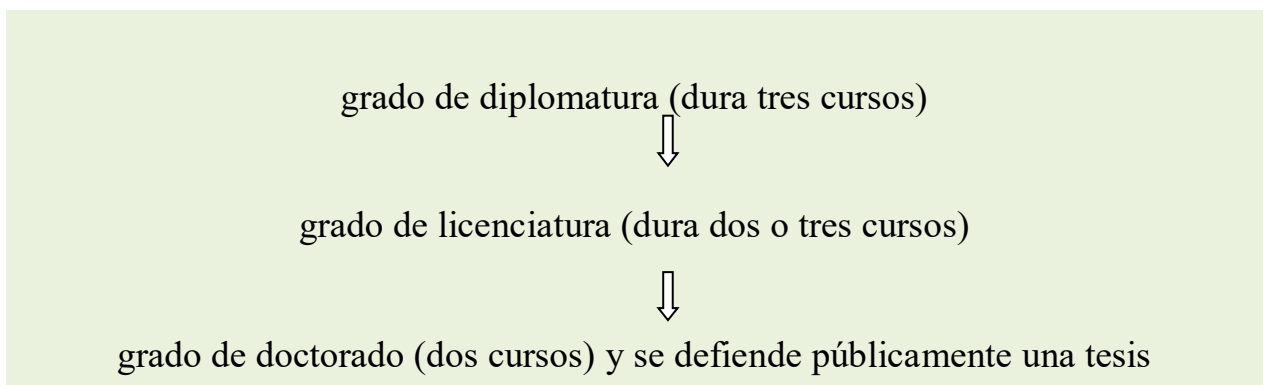 grado de diplomatura (dura tres cursos)
grado de licenciatura (dura dos o tres cursos)
grado de doctorado (dos cursos) y se defiende públicamente una tesis